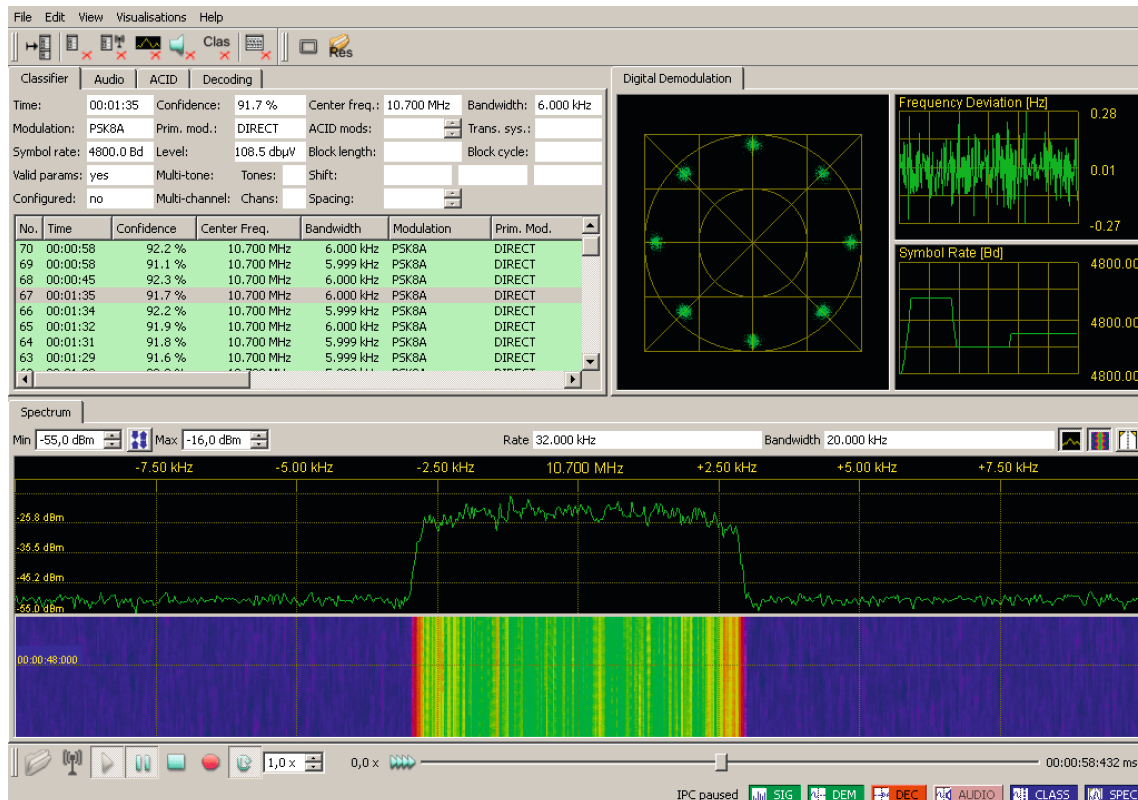 File Edit View Visualisations Help
Clas
Res
Classifier Audio ACID Decoding
Time: 00:01:35 Confidence: 91.7 % Center freq.: 10.700 MHz Bandwidth: 6.000 kHz
Modulation: PSK8A Prim. mod.: DIRECT ACID mods: Trans. sys.:
Symbol rate: 4800.0 Bd Level: 108.5 dbµV Block length: Block cycle:
Valid params: yes Multi-tone: Tones: Shift:
Configured: no Multi-channel: Chans: Spacing:
No. Time Confidence Center Freq. Bandwidth Modulation Prim. Mod.
70 00:00:58 92.2 % 10.700 MHz 6.000 kHz PSK8A DIRECT
69 00:00:58 91.1 % 10.700 MHz 5.999 kHz PSK8A DIRECT
68 00:00:45 92.3 % 10.700 MHz 6.000 kHz PSK8A DIRECT
67 00:01:35 91.7 % 10.700 MHz 6.000 kHz PSK8A DIRECT
66 00:01:34 92.2 % 10.700 MHz 5.999 kHz PSK8A DIRECT
65 00:01:32 91.9 % 10.700 MHz 6.000 kHz PSK8A DIRECT
64 00:01:31 91.8 % 10.700 MHz 5.999 kHz PSK8A DIRECT
63 00:01:29 91.6 % 10.700 MHz 5.999 kHz PSK8A DIRECT
Digital Demodulation
Frequency Deviation [Hz]
0.28
0.01
-0.27
Symbol Rate [Bd]
4800.00
4800.00
4800.00
Spectrum
Min -55,0 dBm Max -16,0 dBm Rate 32.000 kHz Bandwidth 20.000 kHz
-7.50 kHz -5.00 kHz -2.50 kHz 10.700 MHz +2.50 kHz +5.00 kHz +7.50 kHz
-25.8 dBm
-35.5 dBm
-45.2 dBm
-55.0 dBm
00:00:48:000
1,0 x 0,0 x 00:00:58:432 ms
IPC paused SIG DEM DEC AUDIO CLASS SPEC